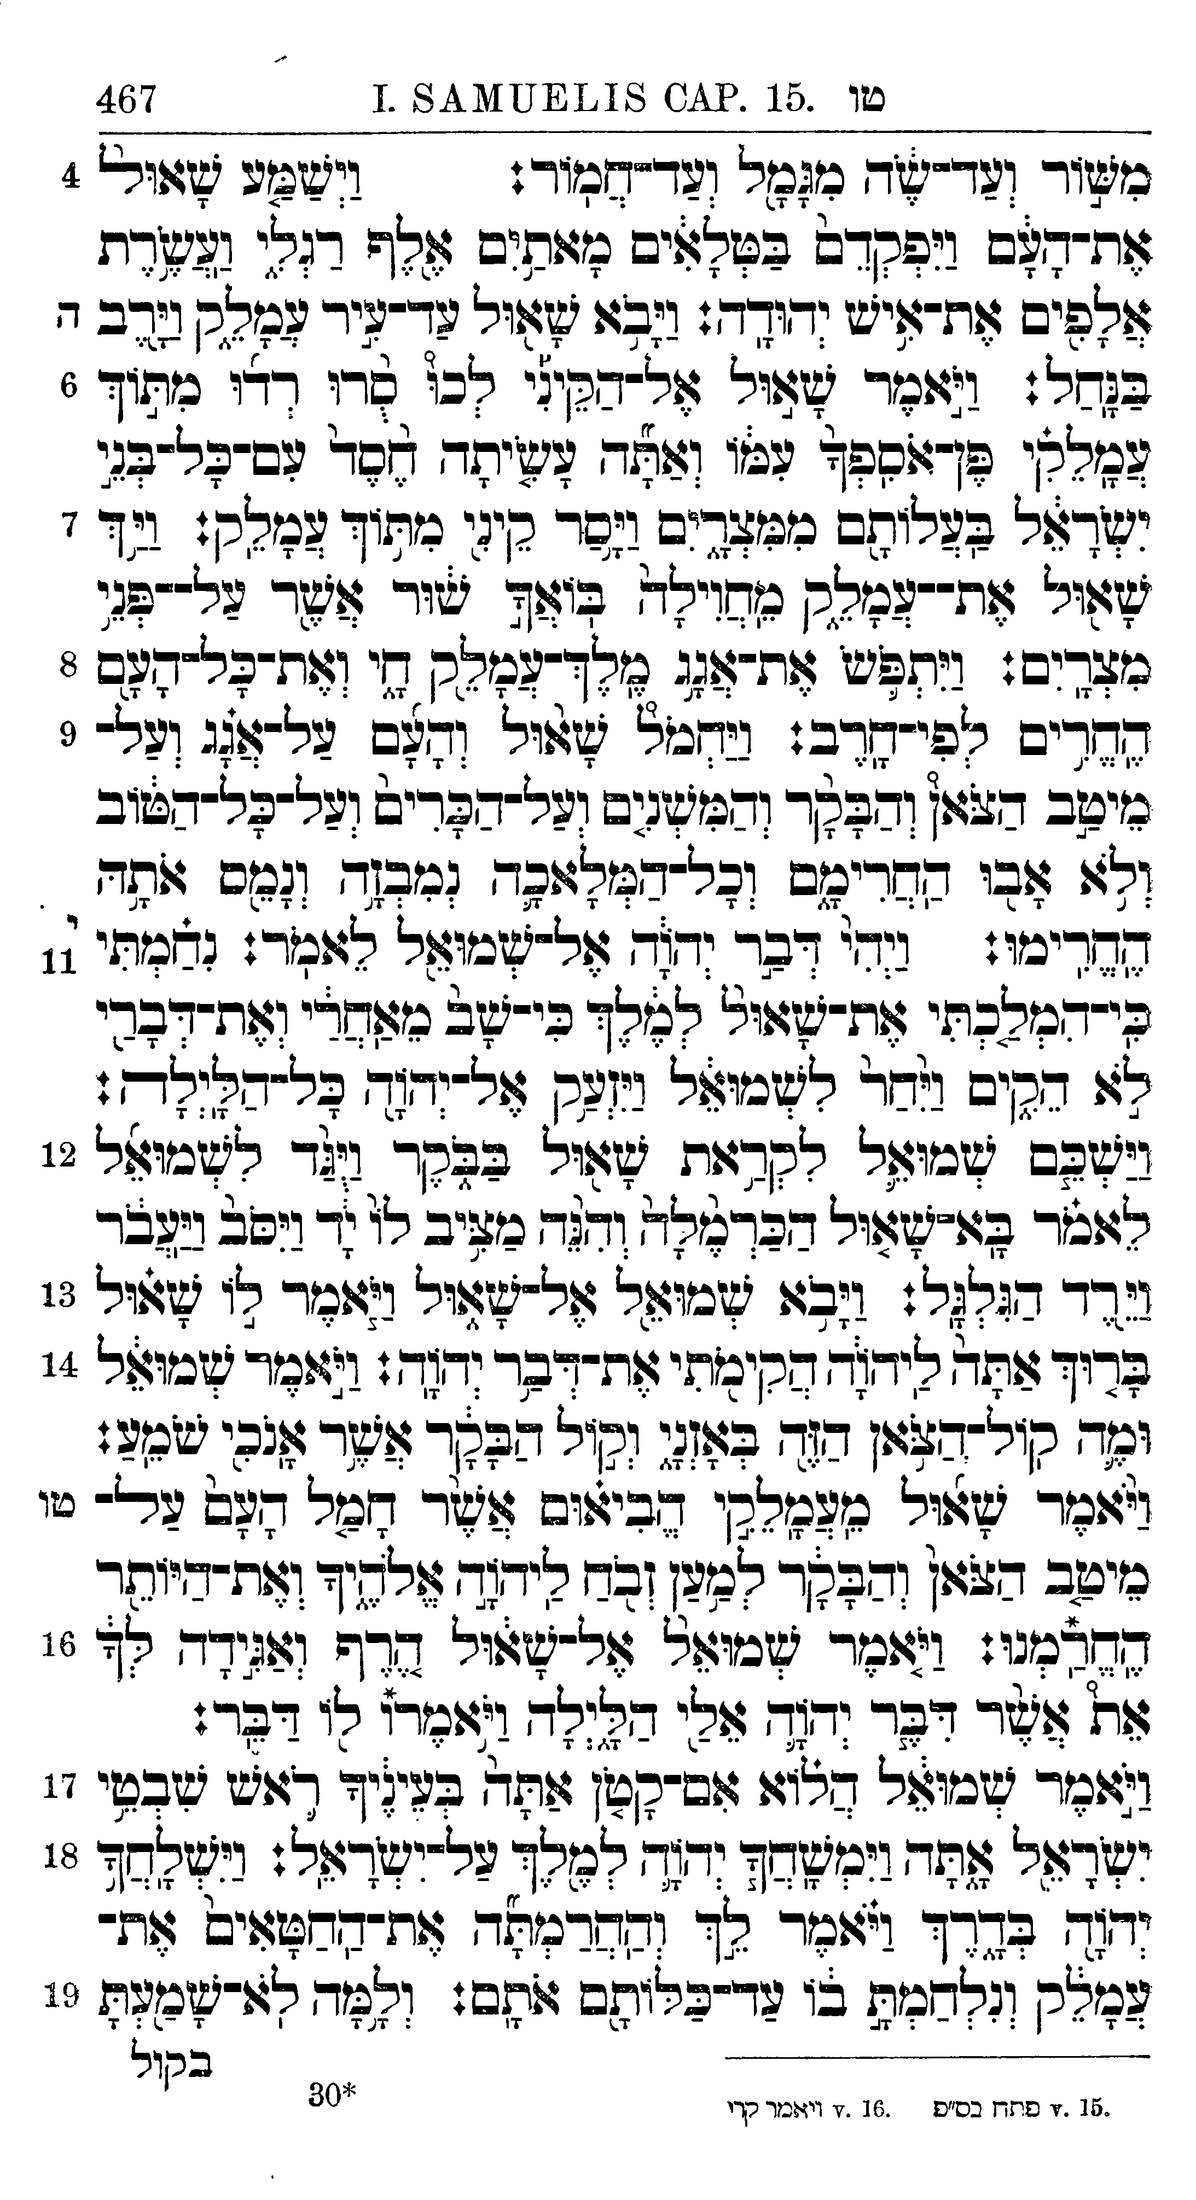 467 I. SAMUELIS CAP. 15. טו
4 מִשּׁ֣וֹר וְעַד־שֶׂ֔ה מִגָּמָ֖ל וְעַד־חֲמֽוֹר׃ וַיְשַׁמַּ֤ע שָׁאוּל֙
אֶת־הָעָ֔ם וַֽיִּפְקְדֵם֙ בַּטְּלָאִ֔ים מָאתַ֥יִם אֶ֖לֶף רַגְלִ֑י וַעֲשֶׂ֥רֶת
ה אֲלָפִ֖ים אֶת־אִ֥ישׁ יְהוּדָֽה׃ וַיָּבֹ֥א שָׁא֖וּל עַד־עִ֣יר עֲמָלֵ֑ק וַיָּ֖רֶב
6 בַּנָּֽחַל׃ וַיֹּ֣אמֶר שָׁא֣וּל אֶֽל־הַקֵּינִ֡י לְכוּ֩ סֻּ֨רוּ רְד֜וּ מִתּ֣וֹךְ
עֲמָלֵקִ֗י פֶּן־אֹֽסִפְךָ֙ עִמּ֔וֹ וְאַתָּ֞ה עָשִׂ֤יתָה חֶ֙סֶד֙ עִם־כָּל־בְּנֵ֣י
7 יִשְׂרָאֵ֔ל בַּעֲלוֹתָ֖ם מִמִּצְרָ֑יִם וַיָּ֥סַר קֵינִ֖י מִתּ֥וֹךְ עֲמָלֵֽק׃ וַיַּ֥ךְ
שָׁא֖וּל אֶת־עֲמָלֵ֑ק מֵֽחֲוִילָה֙ בּוֹאֲךָ֣ שׁ֔וּר אֲשֶׁ֖ר עַל־פְּנֵ֥י
8 מִצְרָֽיִם׃ וַיִּתְפֹּ֛שׂ אֶת־אֲגַ֥ג מֶֽלֶךְ־עֲמָלֵ֖ק חָ֑י וְאֶת־כָּל־הָעָ֖ם
9 הֶחֱרִ֥ים לְפִי־חָֽרֶב׃ וַיַּחְמֹל֩ שָׁא֨וּל וְהָעָ֜ם עַל־אֲגָ֗ג וְעַל־
מֵיטַ֣ב הַצֹּאן֩ וְהַבָּקָ֨ר וְהַמִּשְׁנִ֤ים וְעַל־הַכָּרִים֙ וְעַל־כָּל־הַטּ֔וֹב
וְלֹ֥א אָב֖וּ הַחֲרִימָ֑ם וְכָל־הַמְּלָאכָ֛ה נְמִבְזָ֥ה וְנָמֵ֖ס אֹתָ֥הּ
י 11 הֶחֱרִֽימוּ׃ וַֽיְהִי֙ דְּבַ֣ר יְהוָ֔ה אֶל־שְׁמוּאֵ֖ל לֵאמֹֽר׃ נִחַ֗מְתִּי
כִּֽי־הִמְלַ֤כְתִּי אֶת־שָׁאוּל֙ לְמֶ֔לֶךְ כִּי־שָׁב֙ מֵאַֽחֲרַ֔י וְאֶת־דְּבָרַ֖י
לֹ֣א הֵקִ֑ים וַיִּ֙חַר֙ לִשְׁמוּאֵ֔ל וַיִּזְעַ֥ק אֶל־יְהוָ֖ה כָּל־הַלָּֽיְלָה׃
12 וַיַּשְׁכֵּ֧ם שְׁמוּאֵ֛ל לִקְרַ֥את שָׁא֖וּל בַּבֹּ֑קֶר וַיֻּגַּ֨ד לִשְׁמוּאֵ֜ל
לֵאמֹ֗ר בָּֽא־שָׁא֤וּל הַכַּרְמֶ֙לָה֙ וְהִנֵּ֨ה מַצִּ֥יב לוֹ֙ יָ֔ד וַיִּסֹּב֙ וַֽיַּעֲבֹ֔ר
13 וַיֵּ֖רֶד הַגִּלְגָּֽל׃ וַיָּבֹ֥א שְׁמוּאֵ֖ל אֶל־שָׁא֑וּל וַיֹּ֧אמֶר ל֣וֹ שָׁא֗וּל
14 בָּר֤וּךְ אַתָּה֙ לַֽיהוָ֔ה הֲקִימֹ֖תִי אֶת־דְּבַ֥ר יְהוָֽה׃ וַיֹּ֣אמֶר שְׁמוּאֵ֔ל
וּמֶ֛ה קֽוֹל־הַצֹּ֥אן הַזֶּ֖ה בְּאָזְנָ֑י וְק֣וֹל הַבָּקָ֔ר אֲשֶׁ֥ר אָנֹכִ֖י שֹׁמֵֽעַ׃
טו וַיֹּ֨אמֶר שָׁא֜וּל מֵעֲמָלֵקִ֣י הֱבִיא֗וּם אֲשֶׁ֨ר חָמַ֤ל הָעָם֙ עַל־
מֵיטַ֤ב הַצֹּאן֙ וְהַבָּקָ֔ר לְמַ֥עַן זְבֹ֖חַ לַיהוָ֣ה אֱלֹהֶ֑יךָ וְאֶת־הַיּוֹתֵ֖ר
16 הֶחֱרַֽ֯מְנוּ*׃ וַיֹּ֤אמֶר שְׁמוּאֵל֙ אֶל־שָׁא֔וּל הֶ֚רֶף וְאַגִּ֣ידָה לְּךָ֔
אֵת֩ אֲשֶׁ֨ר דִּבֶּ֧ר יְהוָ֛ה אֵלַ֖י הַלָּ֑יְלָה וַיֹּ֥אמֶרוּ* ל֖וֹ דַּבֵּֽר׃
17 וַיֹּ֣אמֶר שְׁמוּאֵ֔ל הֲל֗וֹא אִם־קָטֹ֤ן אַתָּה֙ בְּעֵינֶ֔יךָ רֹ֛אשׁ שִׁבְטֵ֥י
18 יִשְׂרָאֵ֖ל אָ֑תָּה וַיִּמְשָׁחֲךָ֧ יְהוָ֛ה לְמֶ֖לֶךְ עַל־יִשְׂרָאֵֽל׃ וַיִּשְׁלָחֲךָ֥
יְהוָ֖ה בְּדָ֑רֶךְ וַיֹּ֗אמֶר לֵ֣ךְ וְהַחֲרַמְתָּ֞ה אֶת־הַֽחַטָּאִים֙ אֶת־
19 עֲמָלֵ֔ק וְנִלְחַמְתָּ֣ ב֔וֹ עַד־כַּלּוֹתָ֖ם אֹתָֽם׃ וְלָ֥מָּה לֹא־שָׁמַ֖עְתָּ
בקול
30*
v. 15. פתח בס״פ v. 16. ויאמר קרי